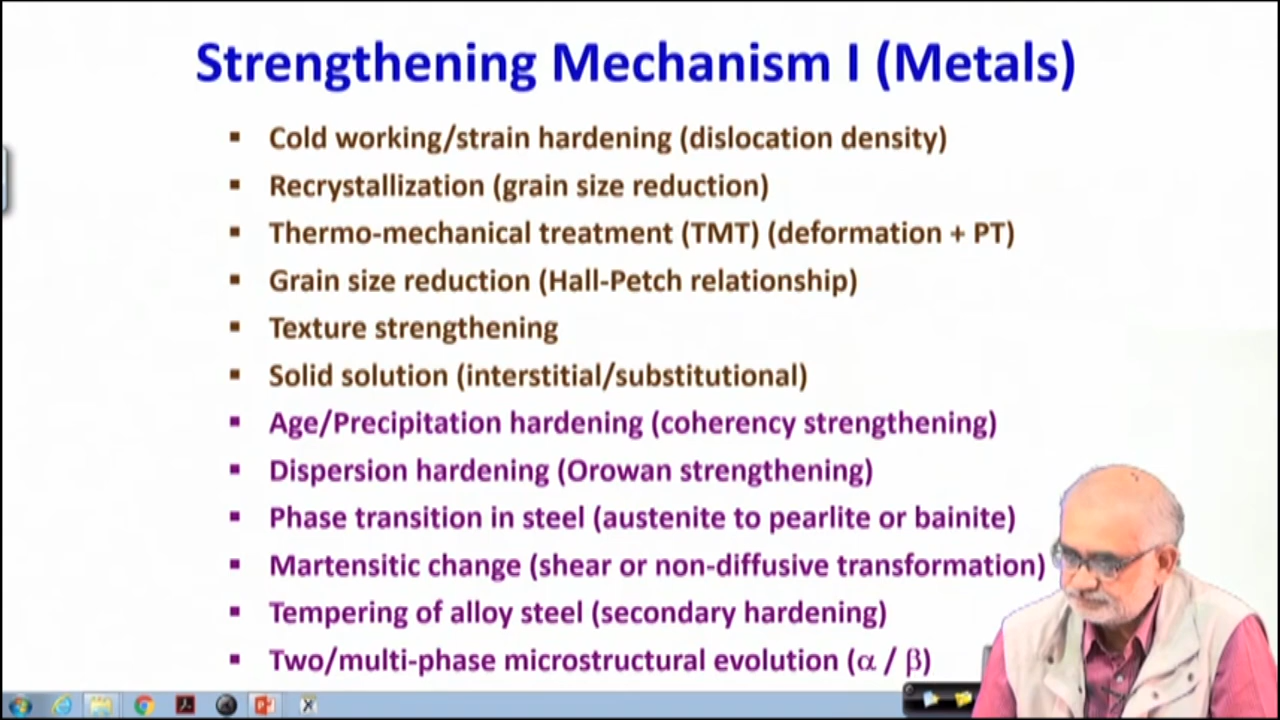 Strengthening Mechanism I (Metals)
▪ Cold working/strain hardening (dislocation density)
▪ Recrystallization (grain size reduction)
▪ Thermo-mechanical treatment (TMT) (deformation + PT)
▪ Grain size reduction (Hall-Petch relationship)
▪ Texture strengthening
▪ Solid solution (interstitial/substitutional)
▪ Age/Precipitation hardening (coherency strengthening)
▪ Dispersion hardening (Orowan strengthening)
▪ Phase transition in steel (austenite to pearlite or bainite)
▪ Martensitic change (shear or non-diffusive transformation)
▪ Tempering of alloy steel (secondary hardening)
▪ Two/multi-phase microstructural evolution (α / β)